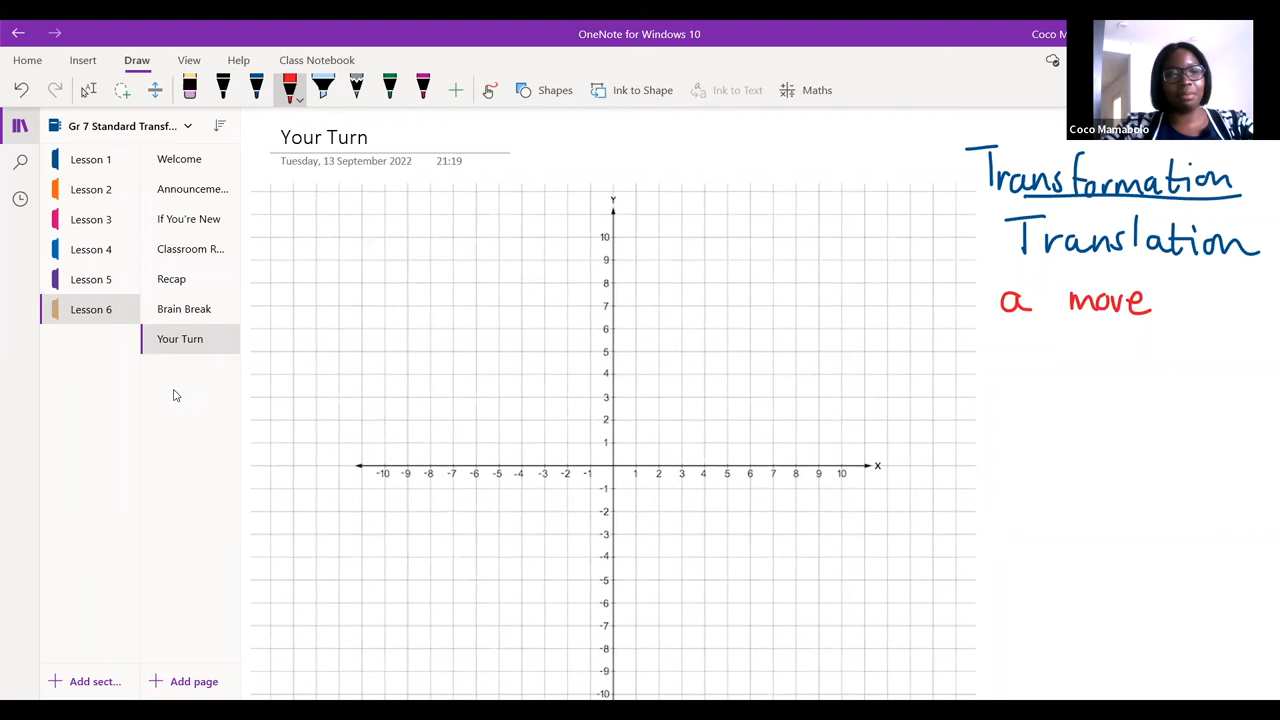 OneNote for Windows 10
Coco M
Home Insert Draw View Help Class Notebook
Shapes Ink to Shape Ink to Text Maths
Coco Mamabolo
Gr 7 Standard Transf...
Lesson 1
Lesson 2
Lesson 3
Lesson 4
Lesson 5
Lesson 6
Welcome
Announceme...
If You're New
Classroom R...
Recap
Brain Break
Your Turn
Add sect...
Add page
Your Turn
Tuesday, 13 September 2022 21:19
Y
10
9
8
7
6
5
4
3
2
1
-10 -9 -8 -7 -6 -5 -4 -3 -2 -1 1 2 3 4 5 6 7 8 9 10 X
-1
-2
-3
-4
-5
-6
-7
-8
-9
-10
Transformation
Translation
a move